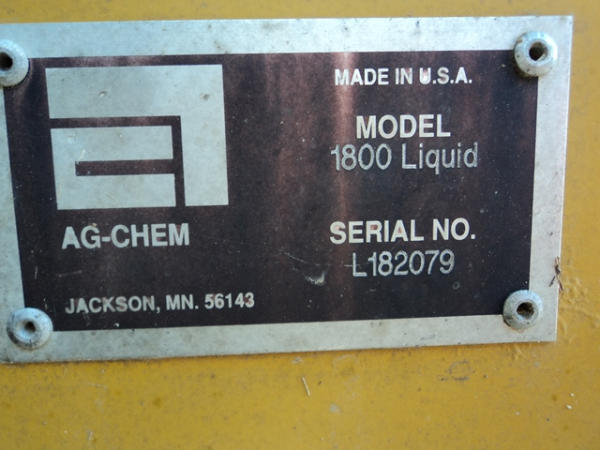 MADE IN U.S.A.
MODEL
1800 Liquid
AG-CHEM
SERIAL NO.
L182079
JACKSON, MN. 56143